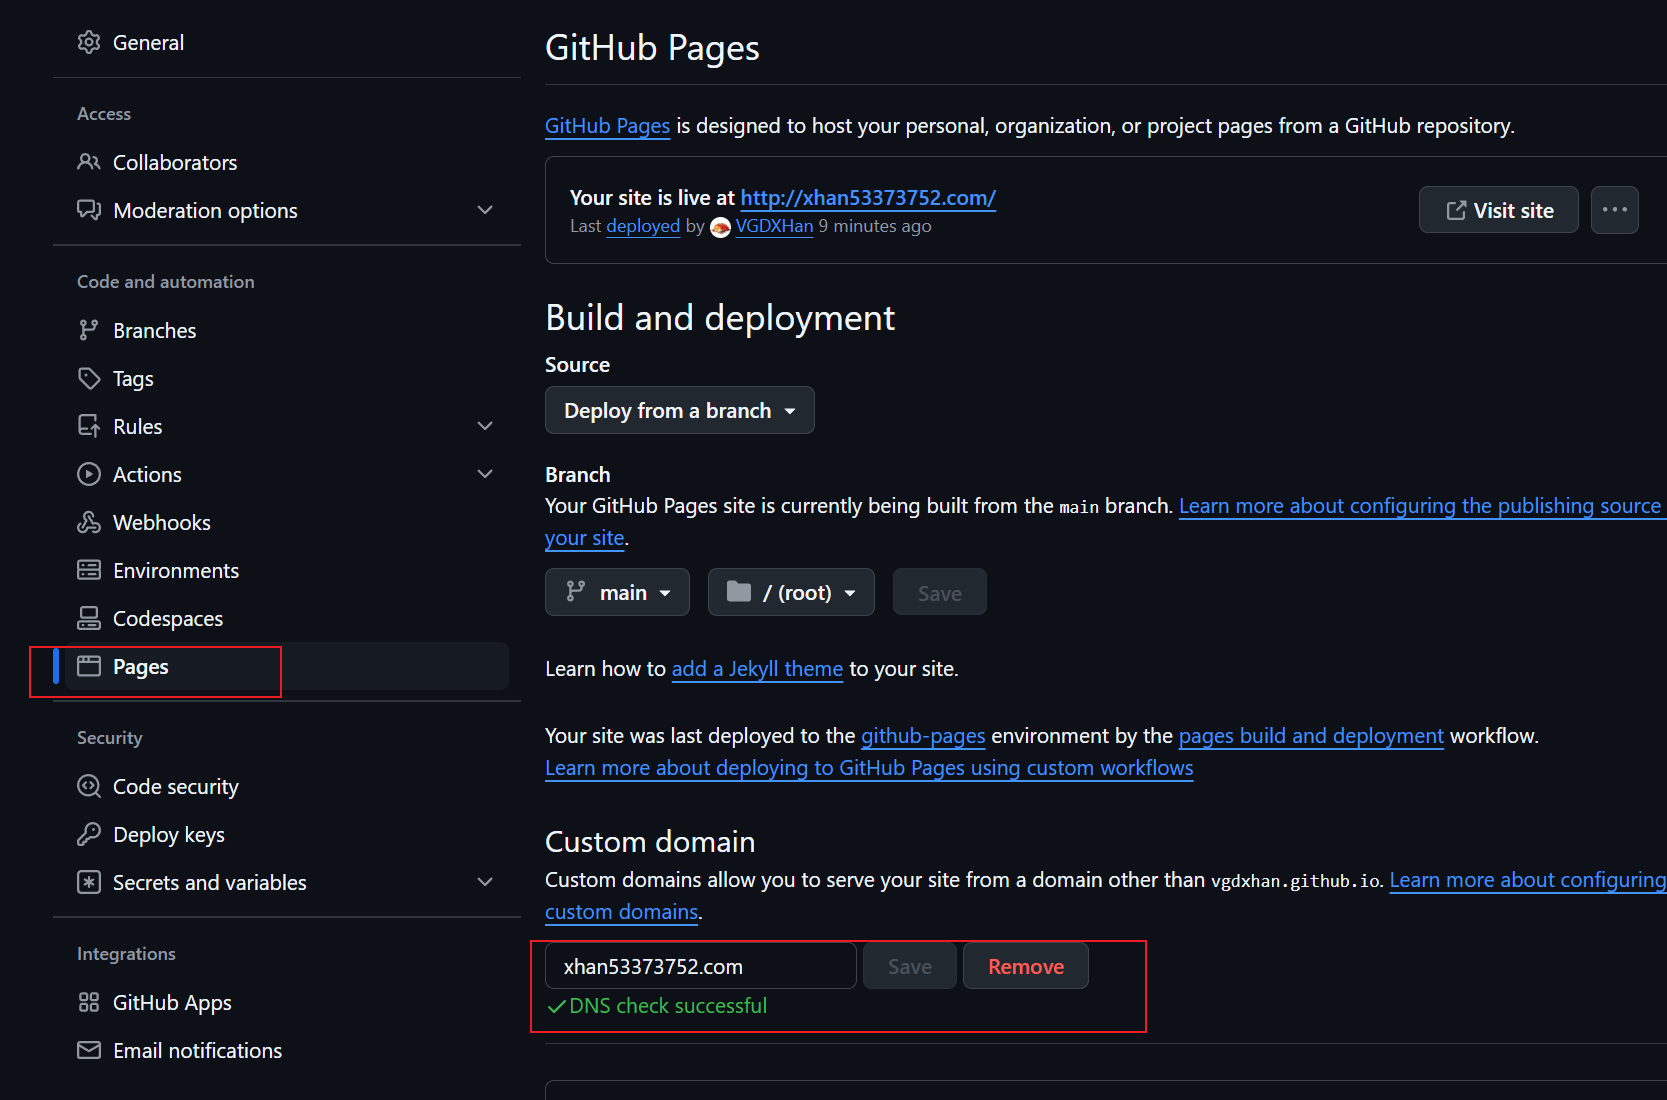 General
Access
Collaborators
Moderation options
Code and automation
Branches
Tags
Rules
Actions
Webhooks
Environments
Codespaces
Pages
Security
Code security
Deploy keys
Secrets and variables
Integrations
GitHub Apps
Email notifications
GitHub Pages
GitHub Pages is designed to host your personal, organization, or project pages from a GitHub repository.
Your site is live at http://xhan53373752.com/
Last deployed by VGDXHan 9 minutes ago
Visit site
Build and deployment
Source
Deploy from a branch
Branch
Your GitHub Pages site is currently being built from the main branch. Learn more about configuring the publishing source
your site.
main / (root) Save
Learn how to add a Jekyll theme to your site.
Your site was last deployed to the github-pages environment by the pages build and deployment workflow.
Learn more about deploying to GitHub Pages using custom workflows
Custom domain
Custom domains allow you to serve your site from a domain other than vgdxhan.github.io. Learn more about configuring
custom domains.
xhan53373752.com Save Remove
DNS check successful